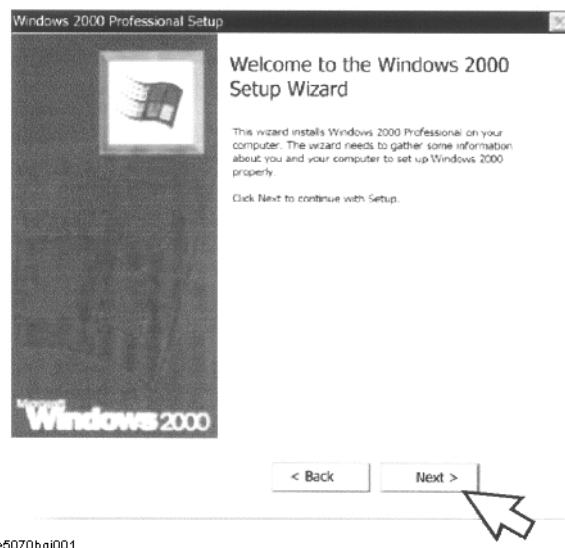 Windows 2000 Professional Setup
Welcome to the Windows 2000
Setup Wizard
This wizard installs Windows 2000 Professional on your
computer. The wizard needs to gather some information
about you and your computer to set up Windows 2000
properly.
Click Next to continue with Setup.
Microsoft
Windows 2000
< Back
Next >
e5070bgj001